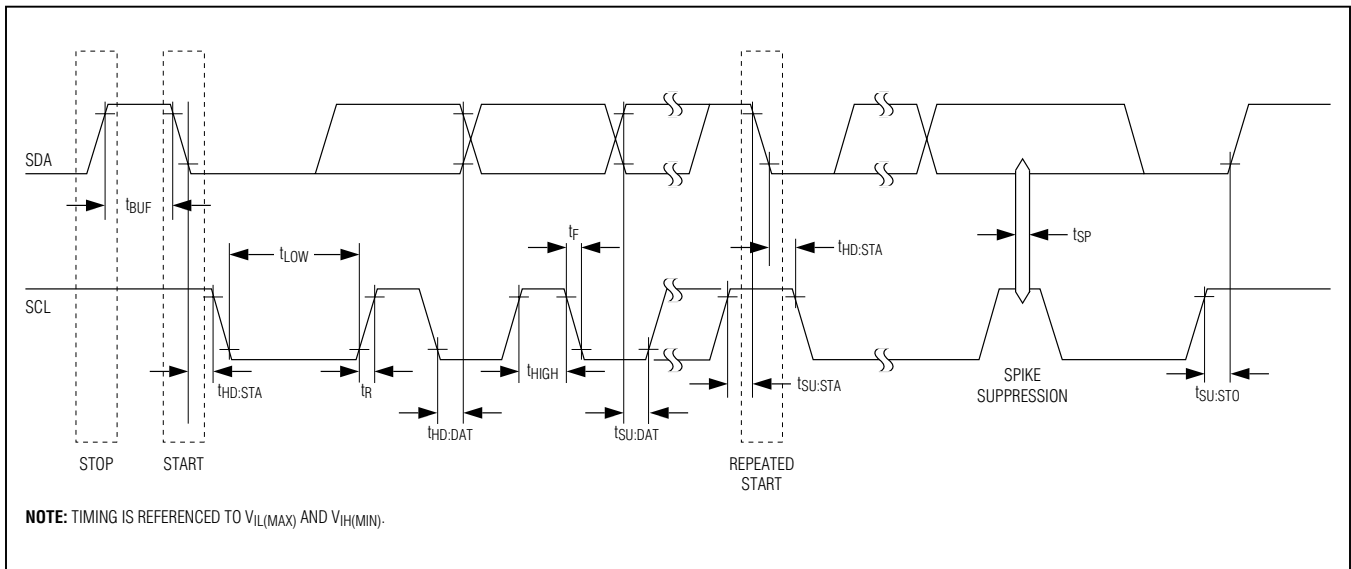 SDA
tBUF
tLOW
tF
tHD:STA
tSP
SCL
tHD:STA
tR
tHIGH
tHD:DAT
tSU:DAT
tSU:STA
SPIKE
SUPPRESSION
tSU:STO
STOP
START
REPEATED
START
NOTE: TIMING IS REFERENCED TO VIL(MAX) AND VIH(MIN).